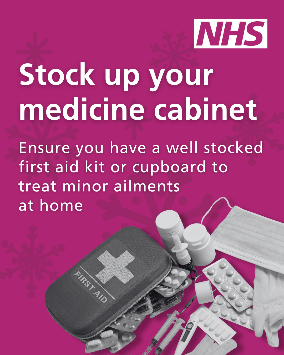 NHS
Stock up your
medicine cabinet
Ensure you have a well stocked
first aid kit or cupboard to
treat minor ailments
at home
FIRST AID